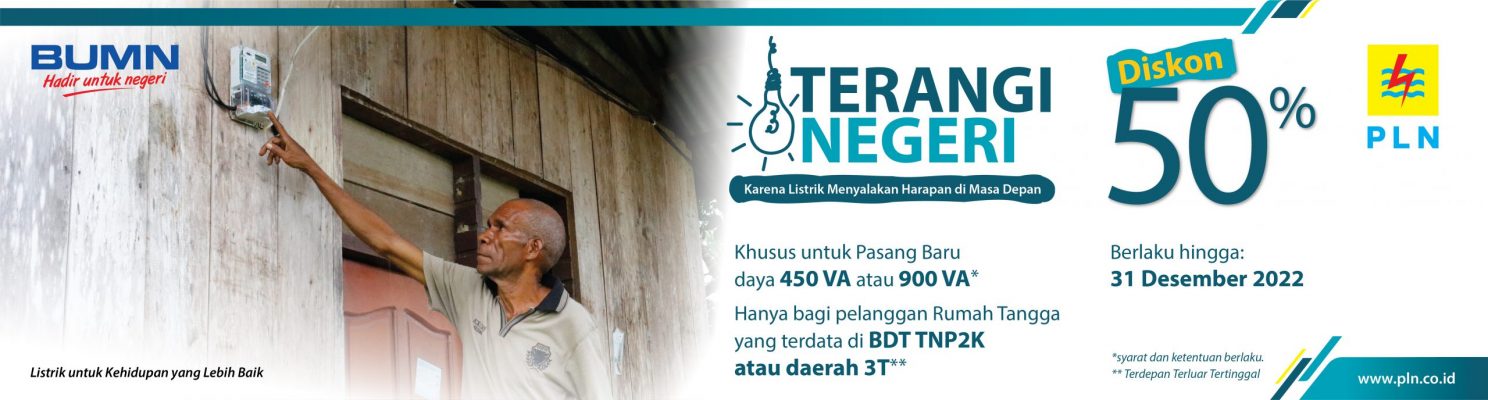 BUMN
Hadir untuk negeri
Listrik untuk Kehidupan yang Lebih Baik
TERANGI
NEGERI
Karena Listrik Menyalakan Harapan di Masa Depan
Khusus untuk Pasang Baru
daya 450 VA atau 900 VA*
Hanya bagi pelanggan Rumah Tangga
yang terdata di BDT TNP2K
atau daerah 3T**
Diskon
50%
Berlaku hingga:
31 Desember 2022
*syarat dan ketentuan berlaku.
** Terdepan Terluar Tertinggal
PLN
www.pln.co.id